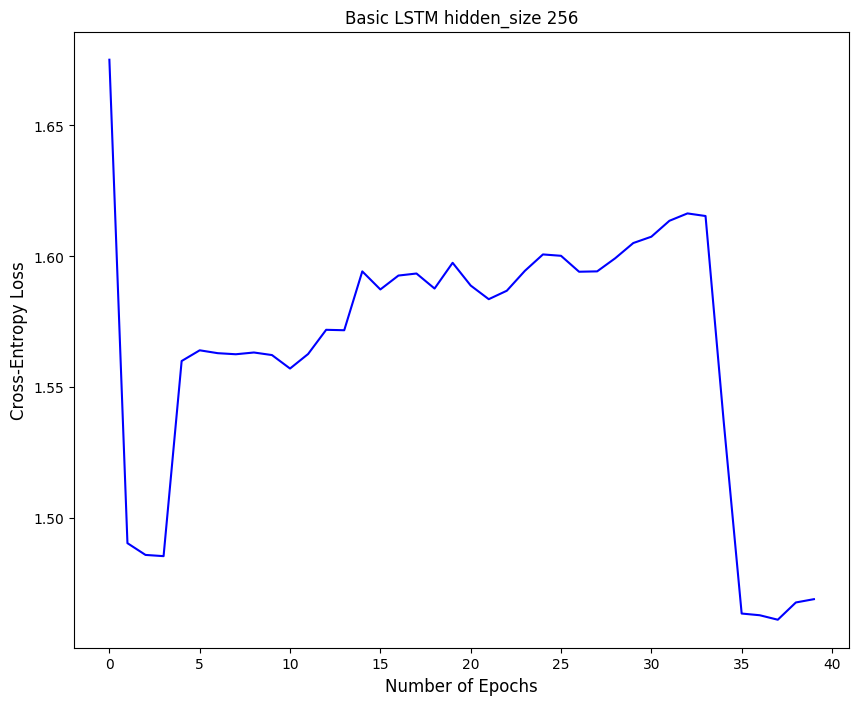 Basic LSTM hidden_size 256
Cross-Entropy Loss
1.65
1.60
1.55
1.50
0 5 10 15 20 25 30 35 40
Number of Epochs